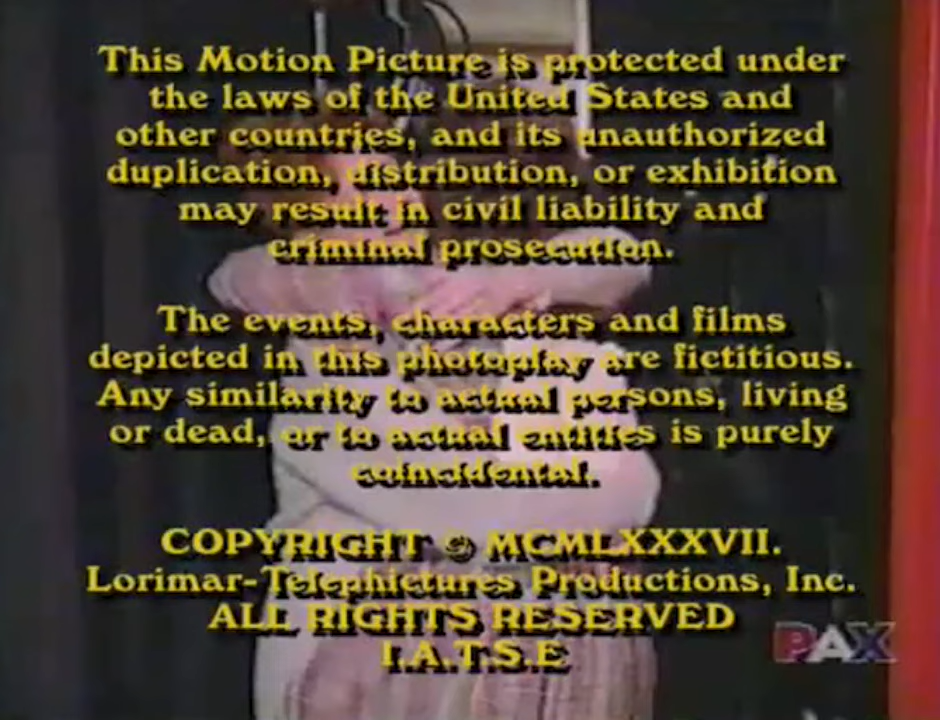 This Motion Picture is protected under
the laws of the United States and
other countries, and its unauthorized
duplication, distribution, or exhibition
may result in civil liability and
criminal prosecution.
The events, characters and films
depicted in this photoplay are fictitious.
Any similarity to actual persons, living
or dead, or to actual entities is purely
coincidental.
COPYRIGHT © MCMLXXXVII.
Lorimar-Telephictures Productions, Inc.
ALL RIGHTS RESERVED
I.A.T.S.E
PAX